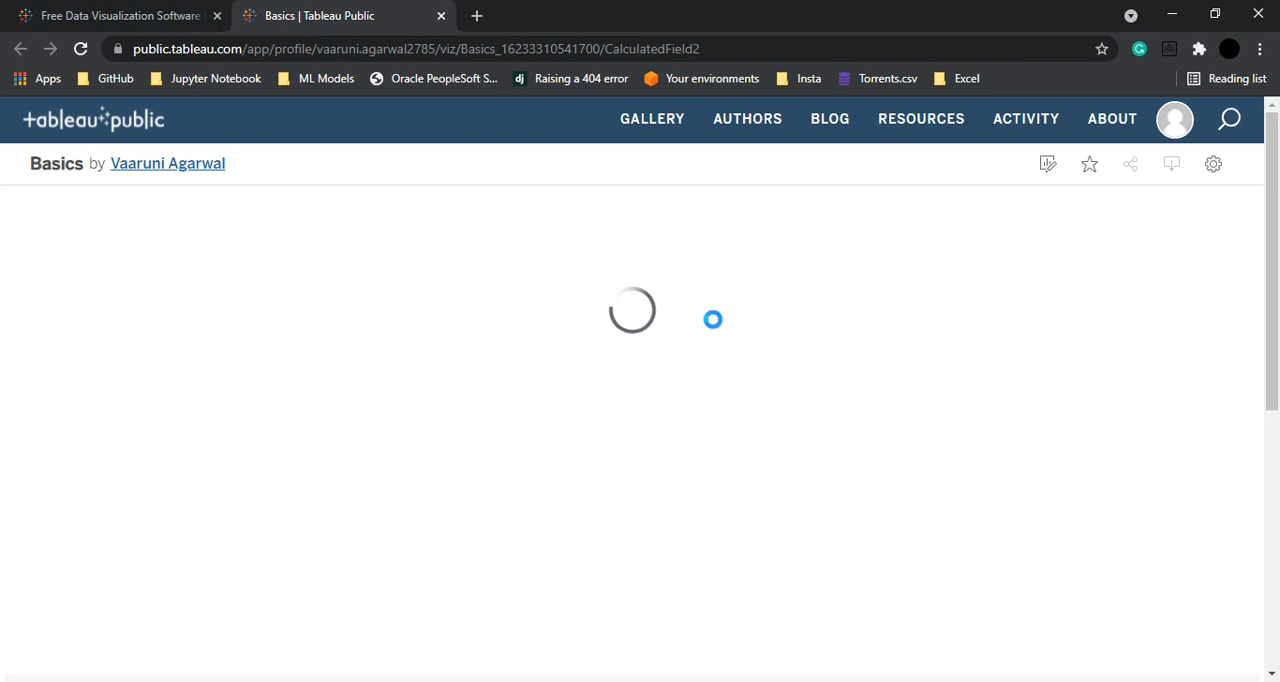 Free Data Visualization Software
Basics | Tableau Public
public.tableau.com/app/profile/vaaruni.agarwal2785/viz/Basics_16233310541700/CalculatedField2
Apps GitHub Jupyter Notebook ML Models Oracle PeopleSoft S... dj Raising a 404 error Your environments Insta Torrents.csv Excel Reading list
tableau public GALLERY AUTHORS BLOG RESOURCES ACTIVITY ABOUT
Basics by Vaaruni Agarwal